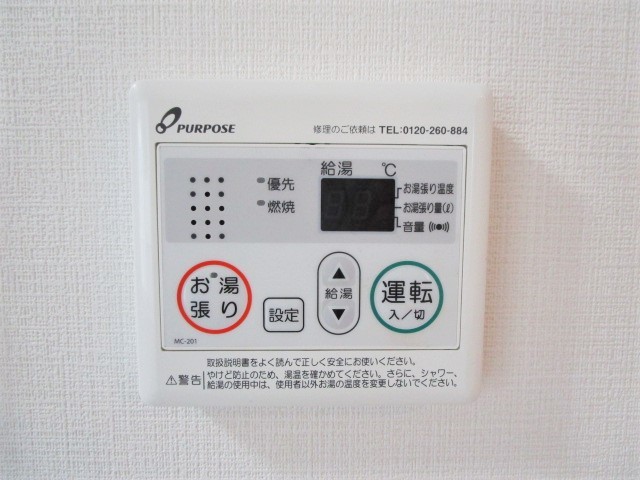 PURPOSE
修理のご依頼は TEL:0120-260-884
給湯 ℃
優先
燃焼
お湯張り温度
お湯張り量(ℓ)
音量
お湯
張り
設定
▲
給湯
▼
運転
入/切
MC-201
取扱説明書をよく読んで正しく安全にお使いください。
⚠警告
やけど防止のため、湯温を確かめてください。さらに、シャワー、
給湯の使用中は、使用者以外お湯の温度を変更しないでください。